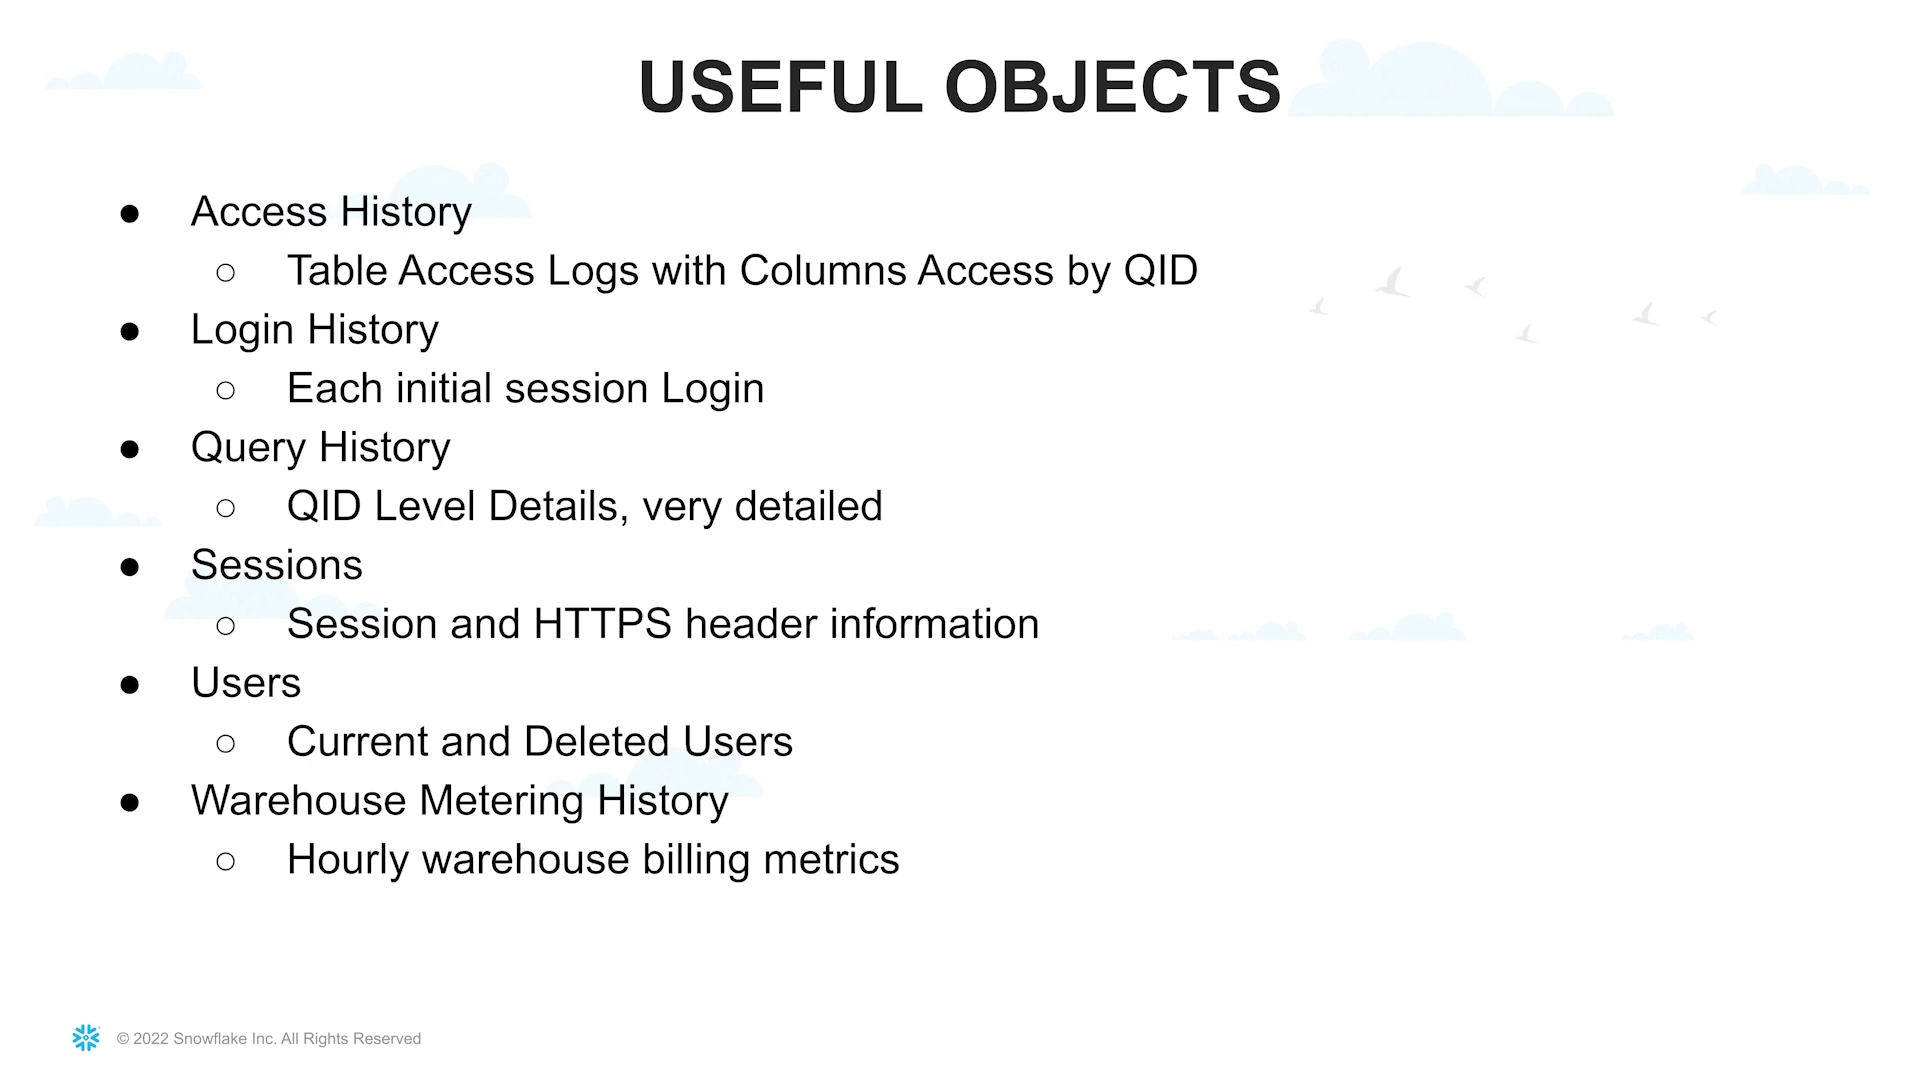 USEFUL OBJECTS
● Access History
○ Table Access Logs with Columns Access by QID
● Login History
○ Each initial session Login
● Query History
○ QID Level Details, very detailed
● Sessions
○ Session and HTTPS header information
● Users
○ Current and Deleted Users
● Warehouse Metering History
○ Hourly warehouse billing metrics
© 2022 Snowflake Inc. All Rights Reserved